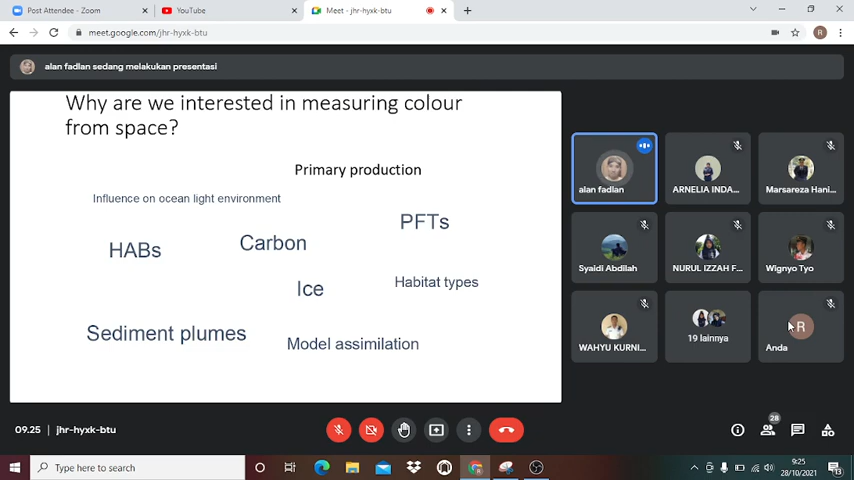 Post Attendee - Zoom
YouTube
Meet - jhr-hyxk-btu
meet.google.com/jhr-hyxk-btu
R
alan fadlan sedang melakukan presentasi
Why are we interested in measuring colour
from space?
Primary production
Influence on ocean light environment
PFTs
HABs
Carbon
Ice
Habitat types
Sediment plumes
Model assimilation
alan fadlan
ARNELIA INDA...
Marsareza Hani...
Syaidi Abdilah
NURUL IZZAH F...
Wignyo Tyo
WAHYU KURNI...
19 lainnya
R
Anda
09.25
jhr-hyxk-btu
28
Type here to search
9:25
28/10/2021
13